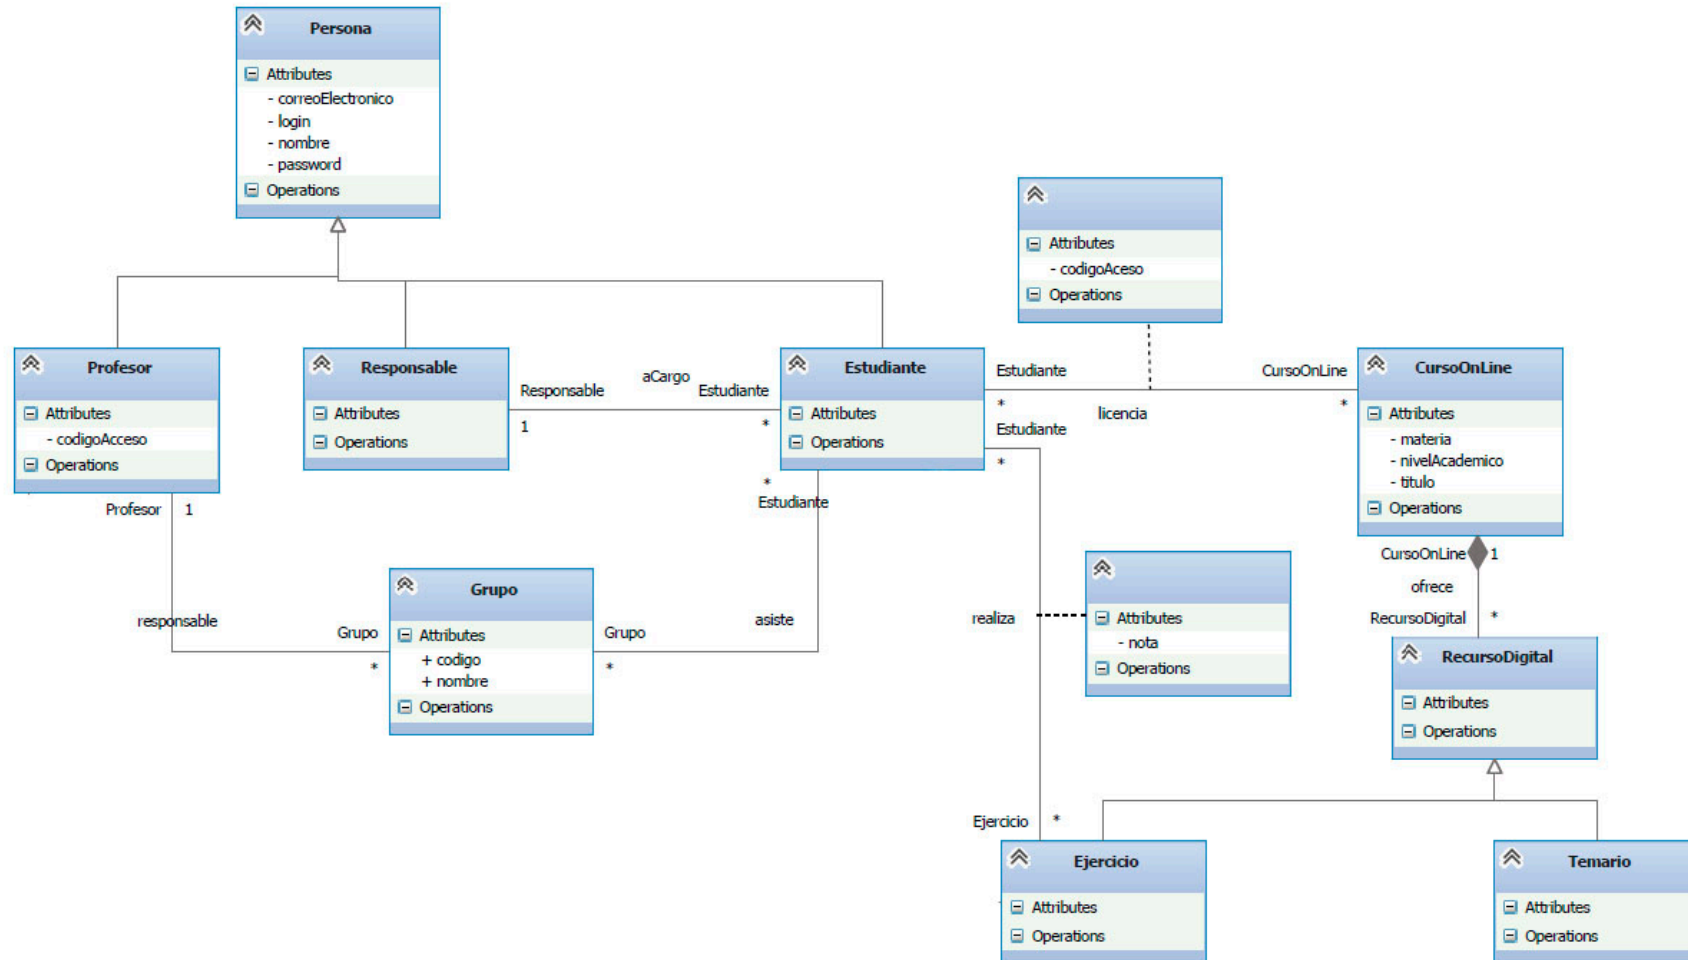 Persona
Attributes
- correoElectronico
- login
- nombre
- password
Operations
Attributes
- codigoAceso
Operations
Profesor
Attributes
- codigoAcceso
Operations
Responsable
Attributes
Operations
Responsable
aCargo
Estudiante
1
*
Estudiante
Attributes
Operations
Estudiante
CursoOnLine
*
licencia
*
Estudiante
*
CursoOnLine
Attributes
- materia
- nivelAcademico
- titulo
Operations
*
Estudiante
Profesor 1
responsable
Grupo
*
Grupo
Attributes
+ codigo
+ nombre
Operations
Grupo
*
asiste
CursoOnLine 1
ofrece
RecursoDigital *
realiza
Attributes
- nota
Operations
RecursoDigital
Attributes
Operations
Ejercicio *
Ejercicio
Attributes
Operations
Temario
Attributes
Operations